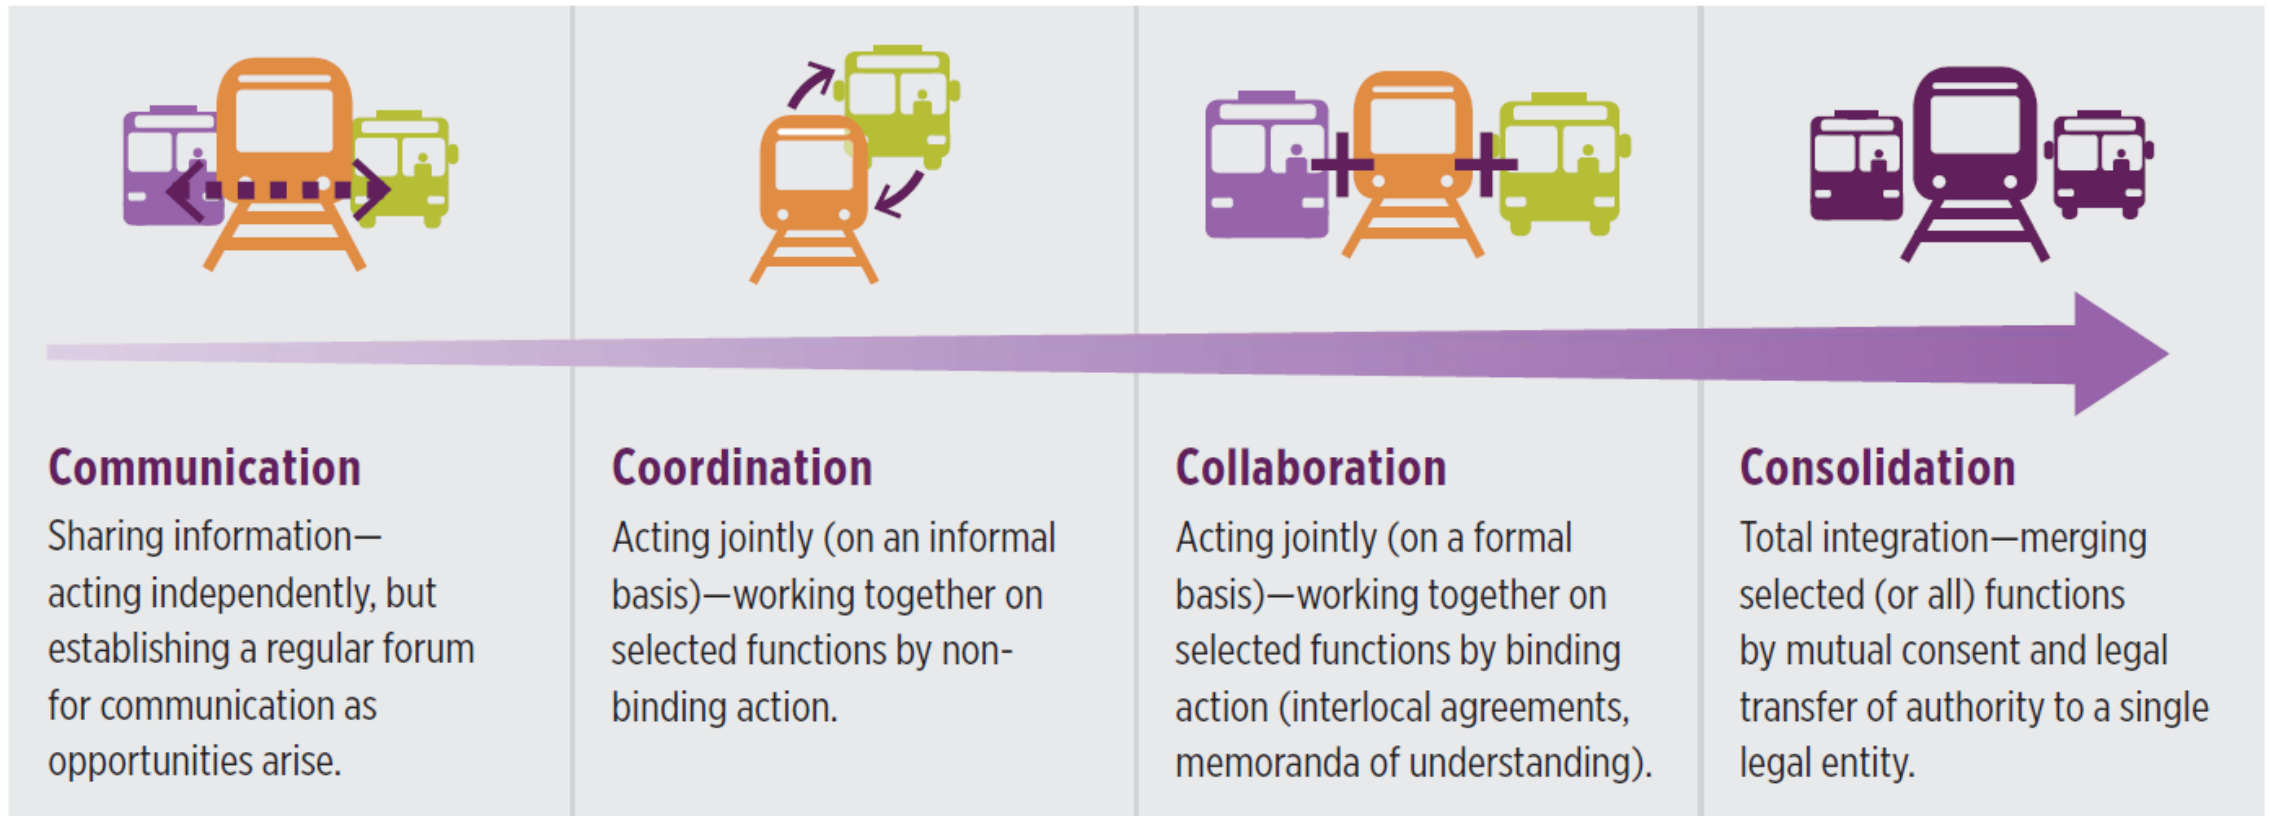 Communication
Sharing information—
acting independently, but
establishing a regular forum
for communication as
opportunities arise.
Coordination
Acting jointly (on an informal
basis)—working together on
selected functions by non-
binding action.
Collaboration
Acting jointly (on a formal
basis)—working together on
selected functions by binding
action (interlocal agreements,
memoranda of understanding).
Consolidation
Total integration—merging
selected (or all) functions
by mutual consent and legal
transfer of authority to a single
legal entity.